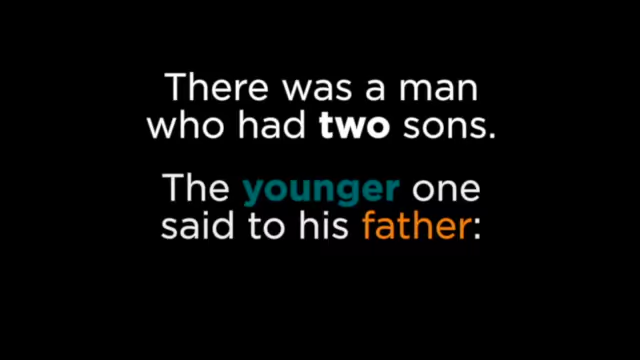 There was a man
who had two sons.
The younger one
said to his father: